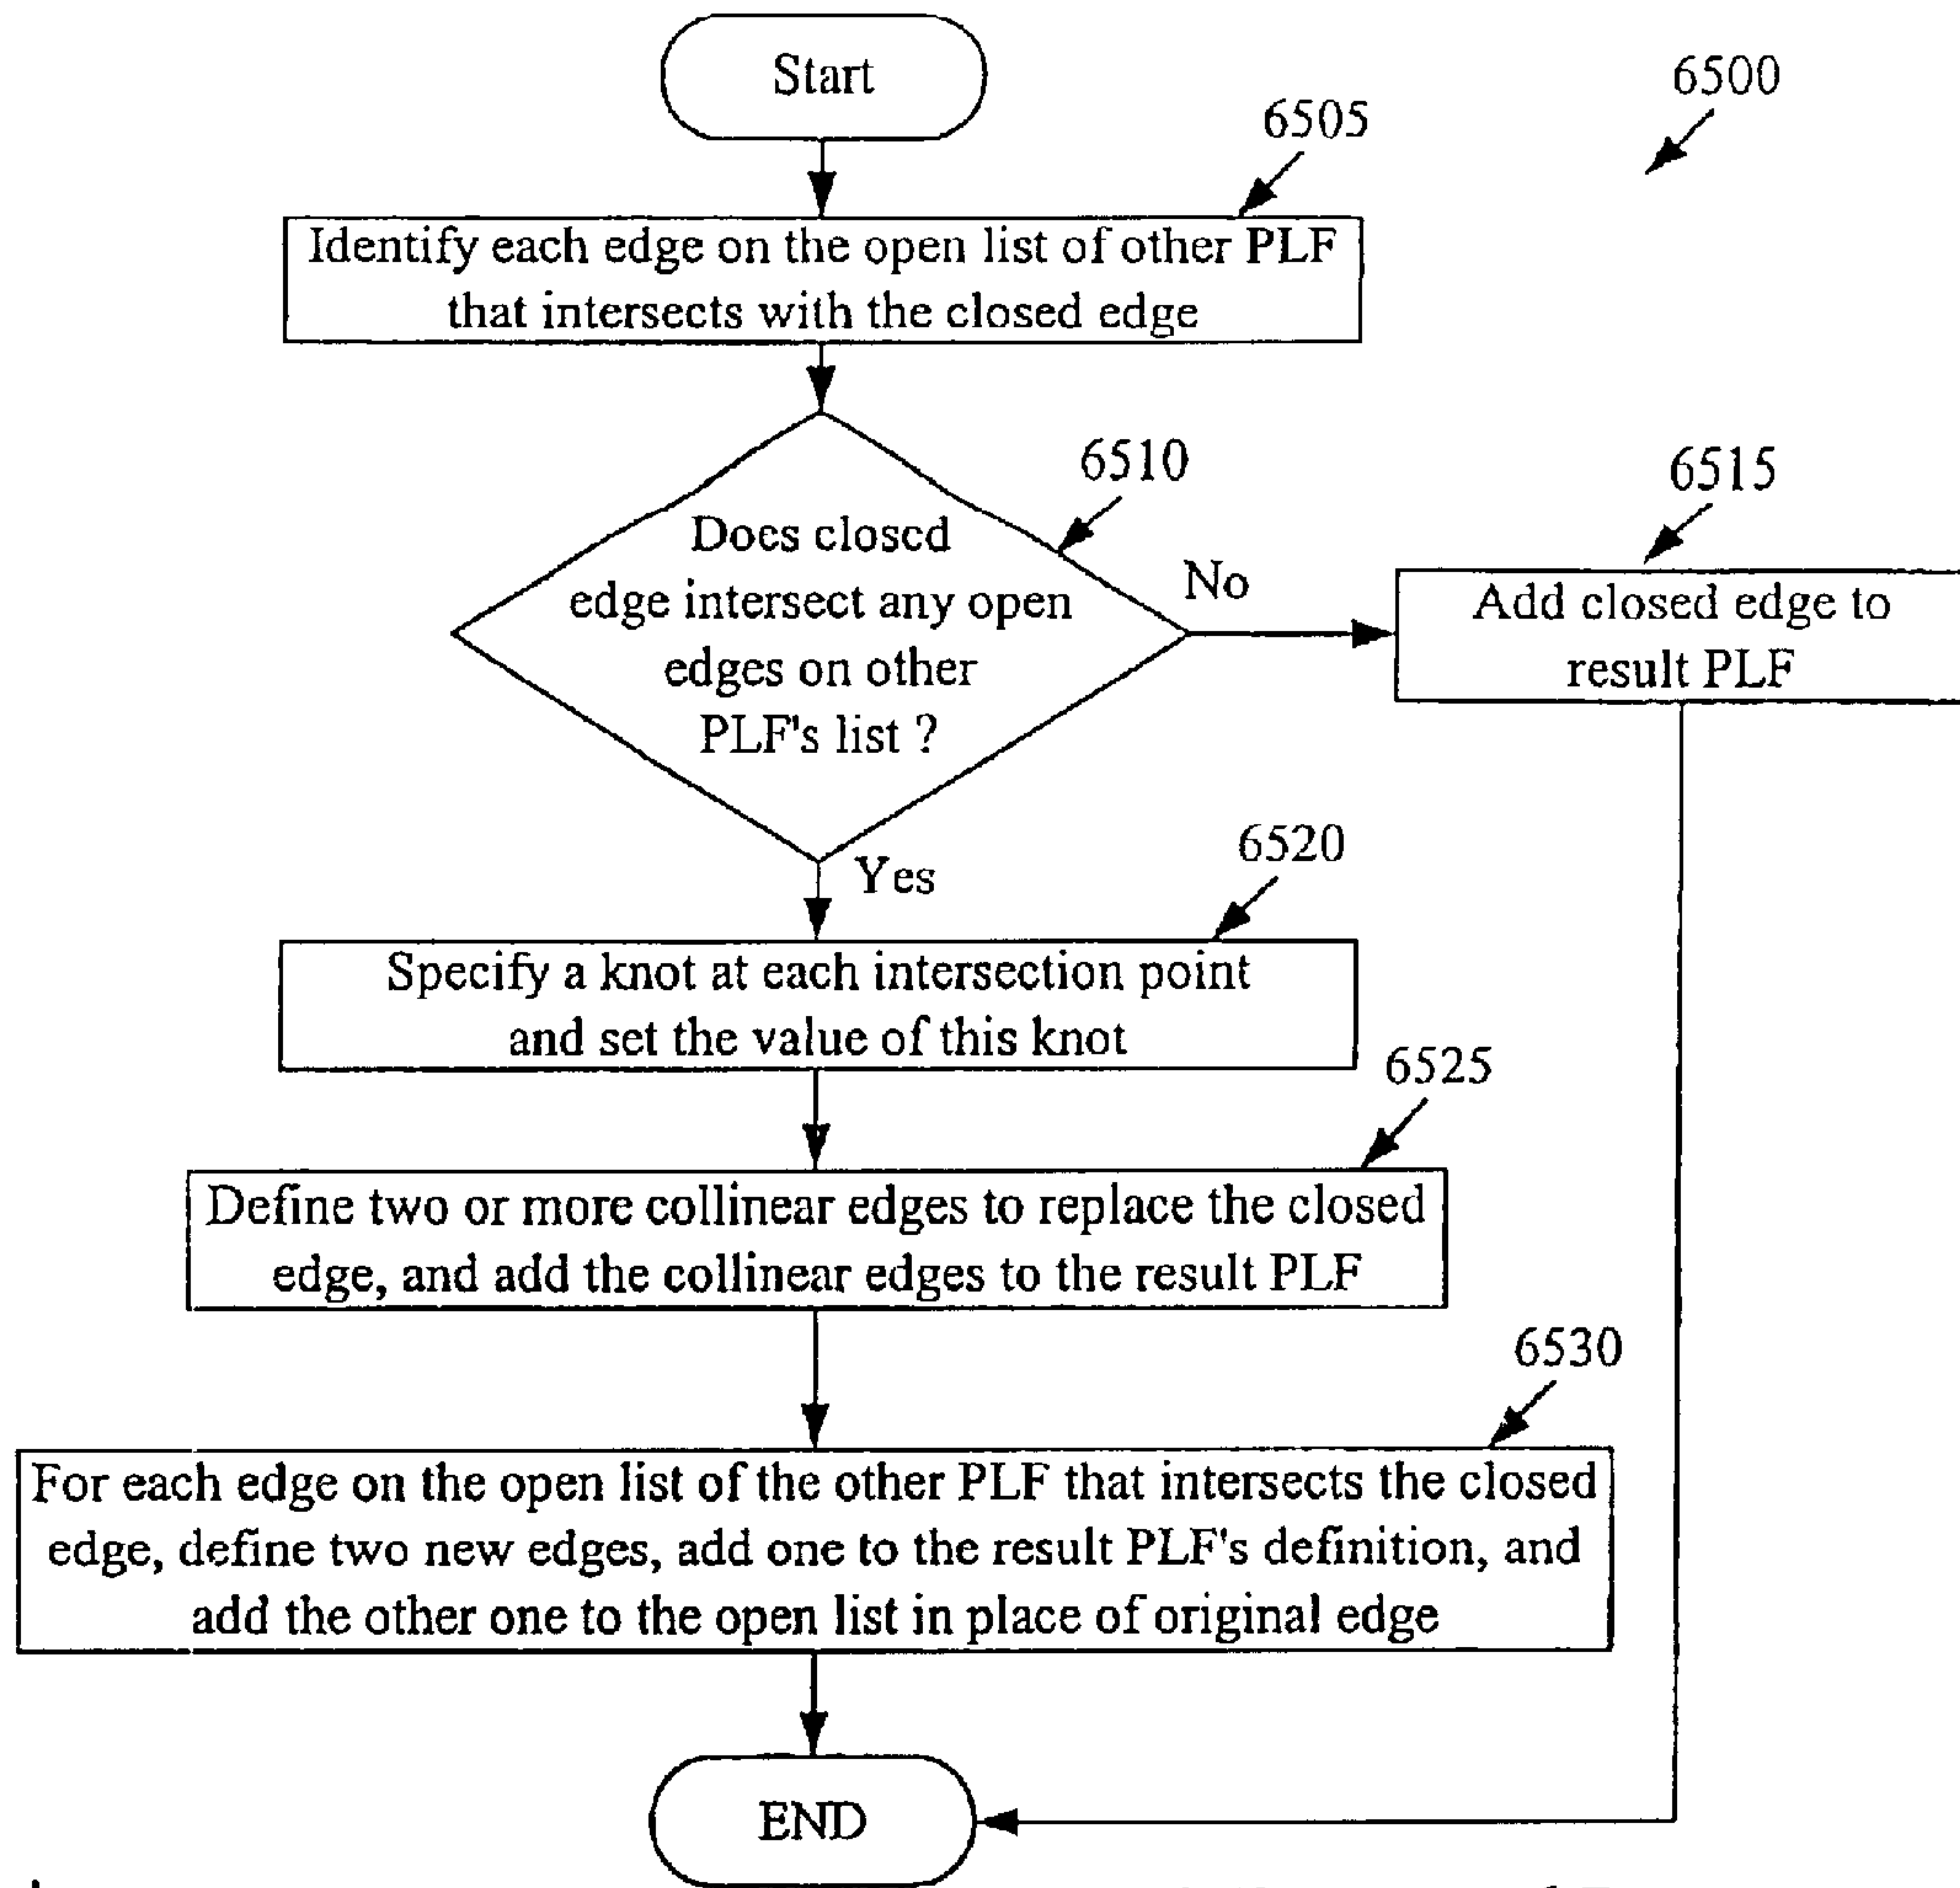 Start
6500
6505
Identify each edge on the open list of other PLF
that intersects with the closed edge
6510
Does closed
edge intersect any open
edges on other
PLF's list ?
No
6515
Add closed edge to
result PLF
Yes
6520
Specify a knot at each intersection point
and set the value of this knot
6525
Define two or more collinear edges to replace the closed
edge, and add the collinear edges to the result PLF
6530
For each edge on the open list of the other PLF that intersects the closed
edge, define two new edges, add one to the result PLF's definition, and
add the other one to the open list in place of original edge
END